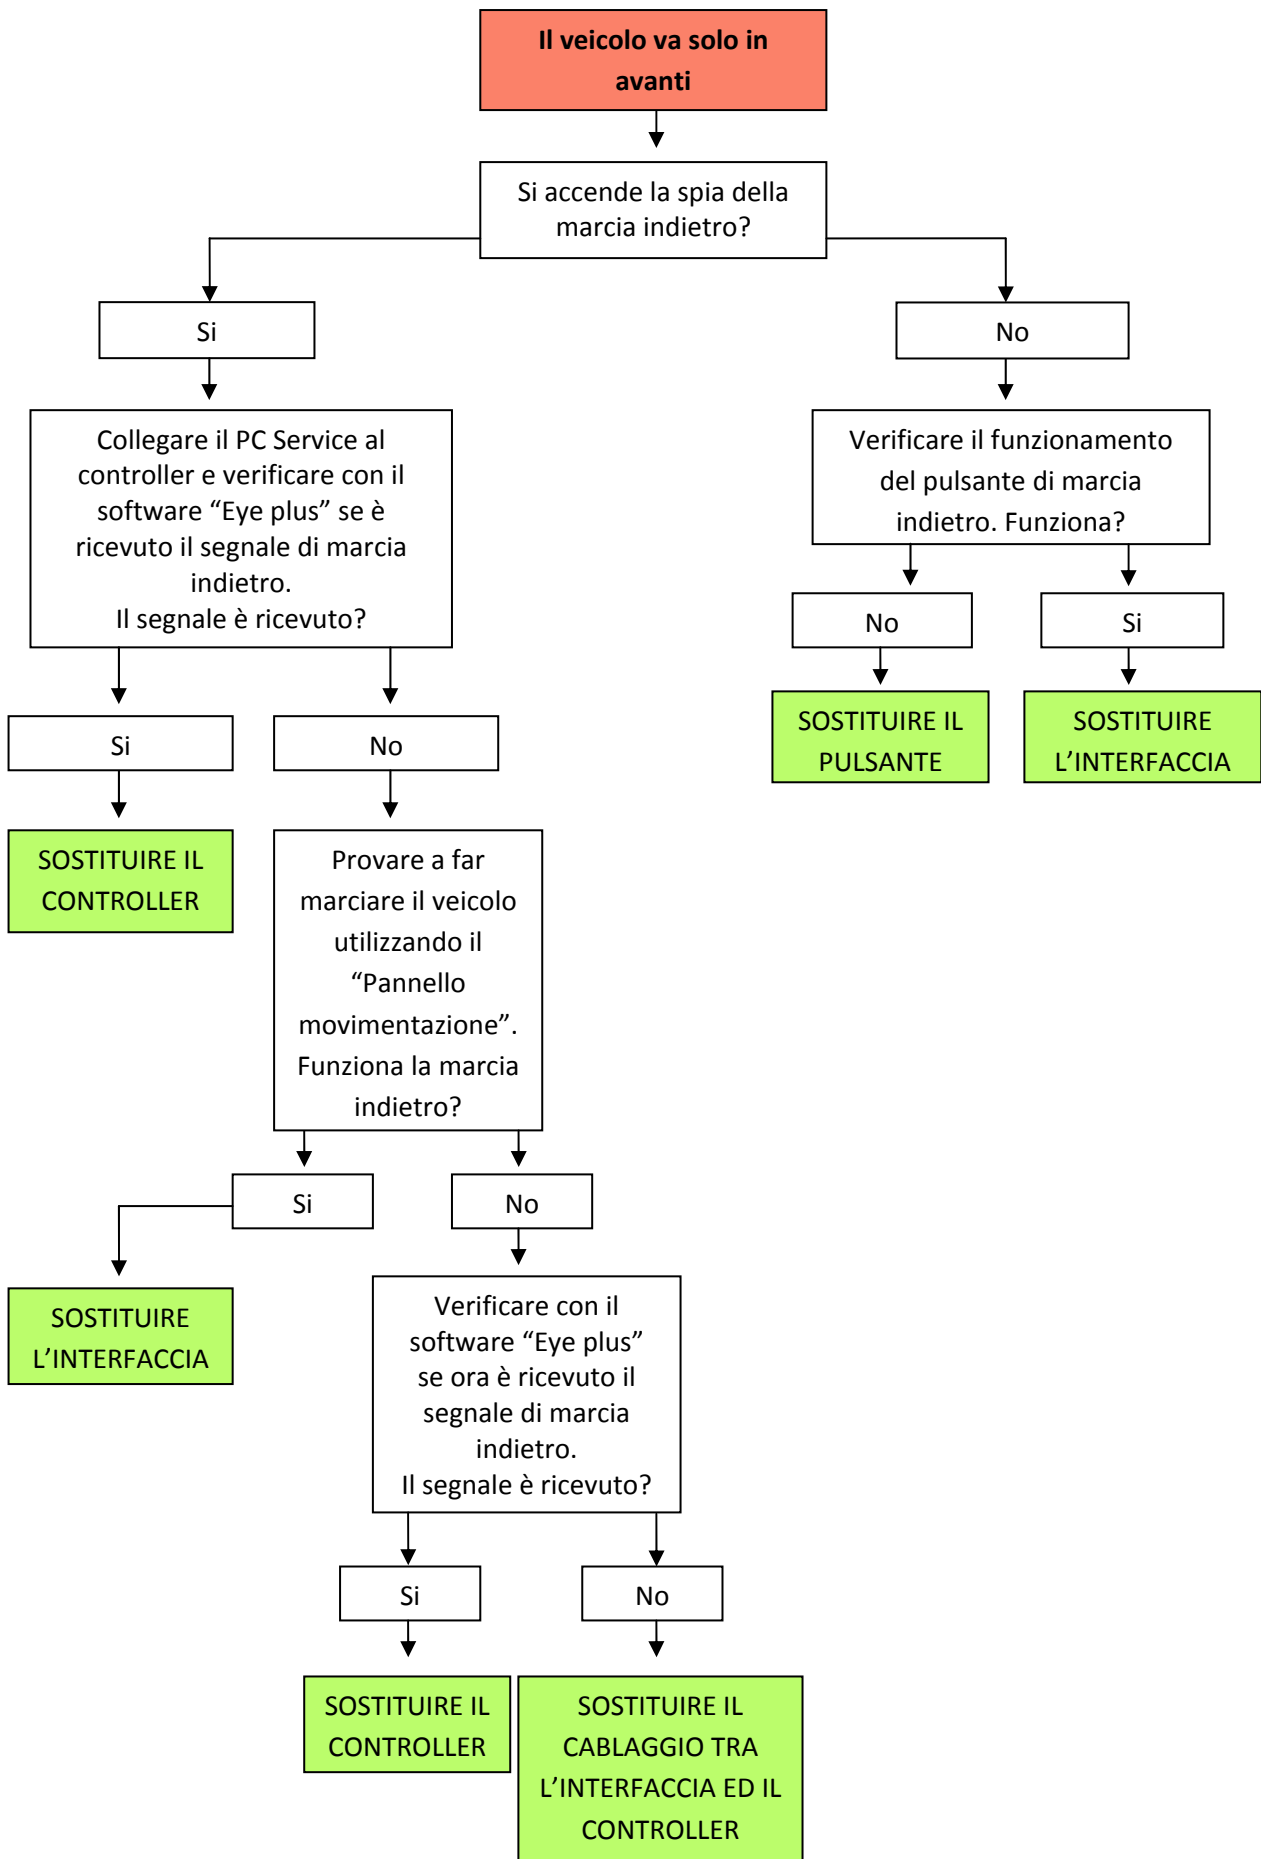 Il veicolo va solo in
avanti
Si accende la spia della
marcia indietro?
Si
No
Collegare il PC Service al
controller e verificare con il
software “Eye plus” se è
ricevuto il segnale di marcia
indietro.
Il segnale è ricevuto?
Verificare il funzionamento
del pulsante di marcia
indietro. Funziona?
No
Si
SOSTITUIRE IL
PULSANTE
SOSTITUIRE
L’INTERFACCIA
Si
No
SOSTITUIRE IL
CONTROLLER
Provare a far
marciare il veicolo
utilizzando il
“Pannello
movimentazione”.
Funziona la marcia
indietro?
Si
No
SOSTITUIRE
L’INTERFACCIA
Verificare con il
software “Eye plus”
se ora è ricevuto il
segnale di marcia
indietro.
Il segnale è ricevuto?
Si
No
SOSTITUIRE IL
CONTROLLER
SOSTITUIRE IL
CABLAGGIO TRA
L’INTERFACCIA ED IL
CONTROLLER